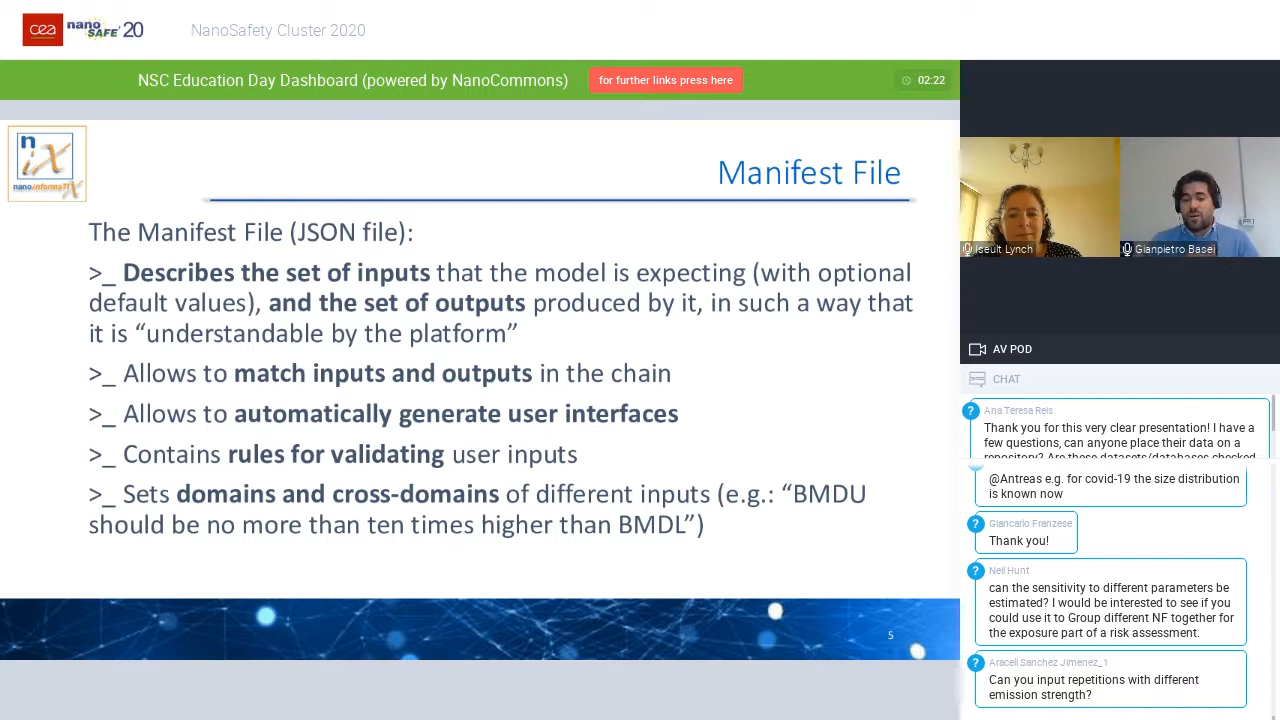 cea nano SAFE'20
NanoSafety Cluster 2020
NSC Education Day Dashboard (powered by NanoCommons)
for further links press here
02:22
n
iX
nanoinformaTIX
Manifest File
The Manifest File (JSON file):
>_ Describes the set of inputs that the model is expecting (with optional
default values), and the set of outputs produced by it, in such a way that
it is “understandable by the platform”
>_ Allows to match inputs and outputs in the chain
>_ Allows to automatically generate user interfaces
>_ Contains rules for validating user inputs
>_ Sets domains and cross-domains of different inputs (e.g.: “BMDU
should be no more than ten times higher than BMDL”)
5
Iseult Lynch
Gianpietro Basei
AV POD
CHAT
? Ana Teresa Reis
Thank you for this very clear presentation! I have a
few questions, can anyone place their data on a
repository? Are these datasets/databases checked
@Antreas e.g. for covid-19 the size distribution
is known now
? Giancarlo Franzese
Thank you!
? Neil Hunt
can the sensitivity to different parameters be
estimated? I would be interested to see if you
could use it to Group different NF together for
the exposure part of a risk assessment.
? Araceli Sanchez Jimenez_1
Can you input repetitions with different
emission strength?